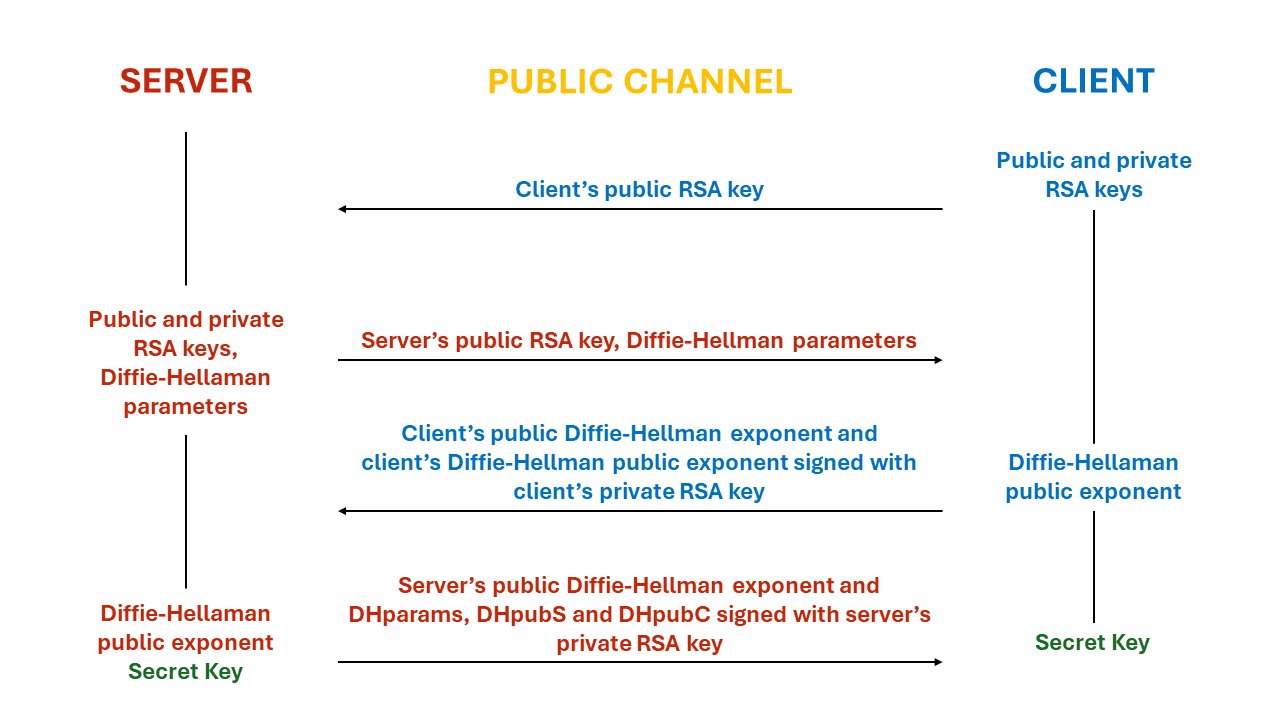 SERVER
PUBLIC CHANNEL
CLIENT
Public and private
RSA keys
Client’s public RSA key
Public and private
RSA keys,
Diffie-Hellaman
parameters
Server’s public RSA key, Diffie-Hellman parameters
Client’s public Diffie-Hellman exponent and
client’s Diffie-Hellman public exponent signed with
client’s private RSA key
Diffie-Hellaman
public exponent
Diffie-Hellaman
public exponent
Secret Key
Server’s public Diffie-Hellman exponent and
DHparams, DHpubS and DHpubC signed with server’s
private RSA key
Secret Key